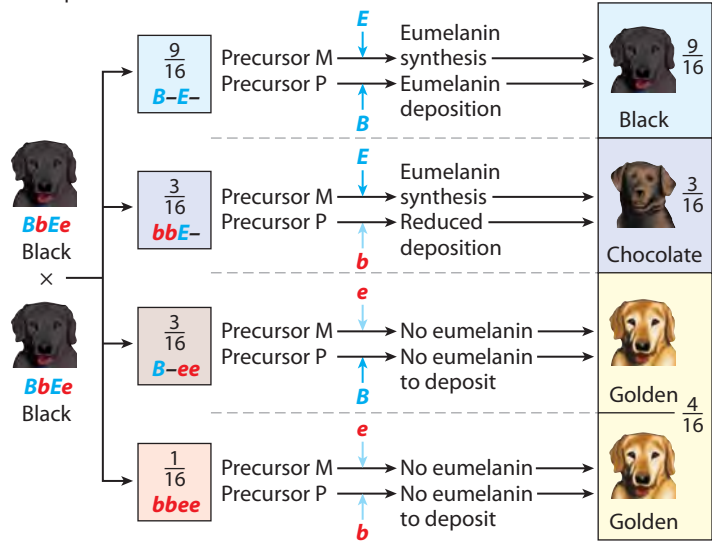 BbEe
Black
×
BbEe
Black
9
16
B–E–
Precursor M
Precursor P
E
B
Eumelanin
synthesis
Eumelanin
deposition
9
16
Black
3
16
bbE–
Precursor M
Precursor P
E
b
Eumelanin
synthesis
Reduced
deposition
3
16
Chocolate
3
16
B–ee
Precursor M
Precursor P
e
B
No eumelanin
No eumelanin
to deposit
Golden
4
16
1
16
bbee
Precursor M
Precursor P
e
b
No eumelanin
No eumelanin
to deposit
Golden